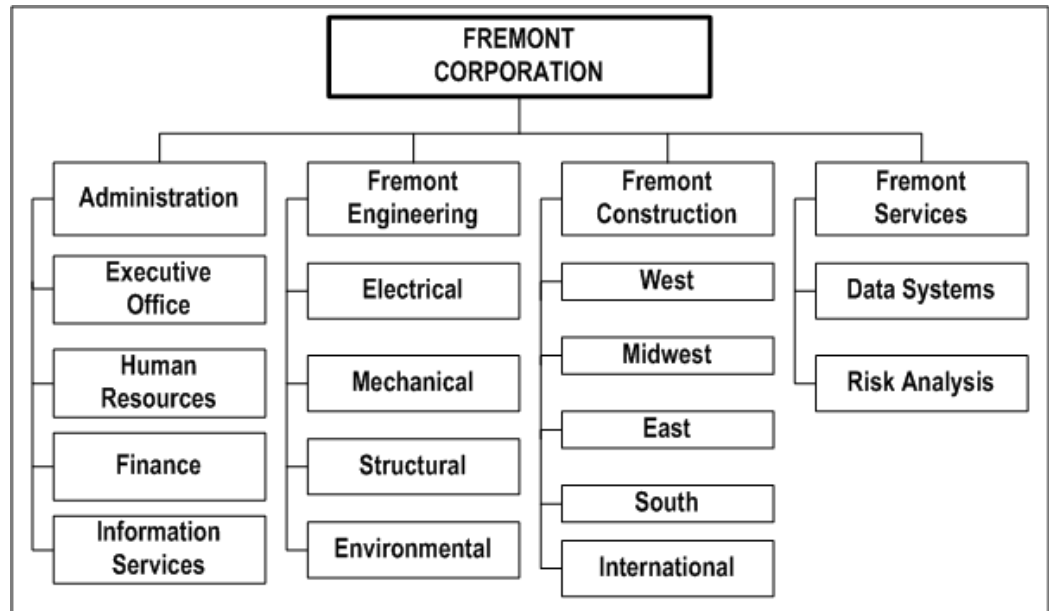 FREMONT
CORPORATION
Administration
Executive
Office
Human
Resources
Finance
Information
Services
Fremont
Engineering
Electrical
Mechanical
Structural
Environmental
Fremont
Construction
West
Midwest
East
South
International
Fremont
Services
Data Systems
Risk Analysis